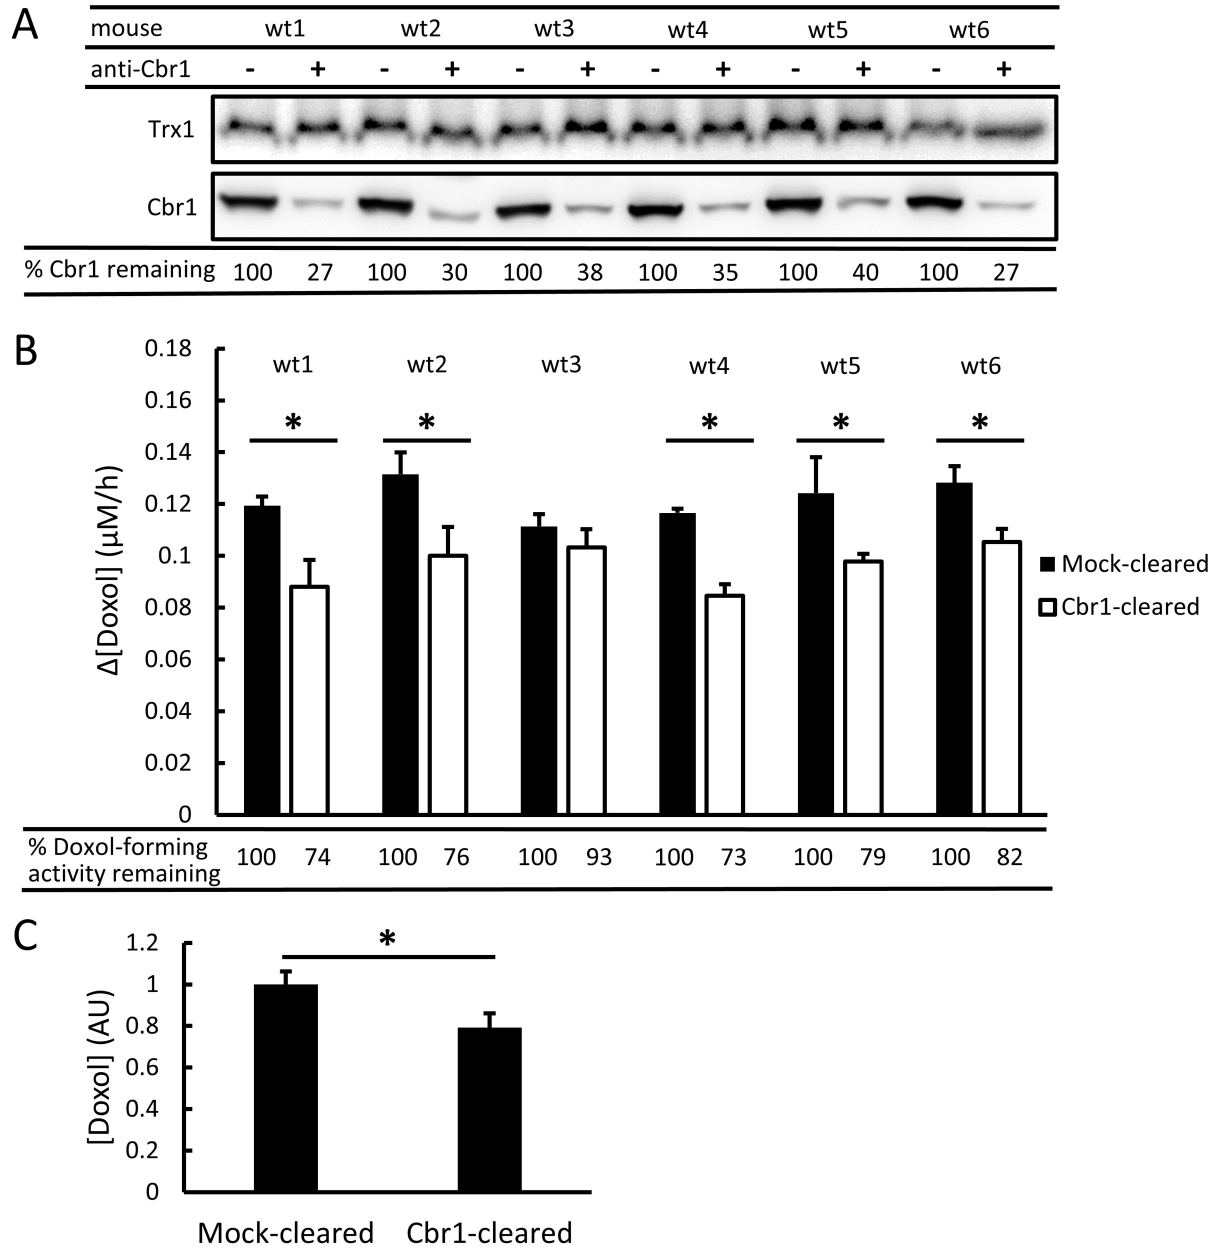 A
mouse wt1 wt2 wt3 wt4 wt5 wt6
anti-Cbr1 - + - + - + - + - + - +
Trx1
Cbr1
% Cbr1 remaining 100 27 100 30 100 38 100 35 100 40 100 27
B
0.18
wt1 wt2 wt3 wt4 wt5 wt6
0.16
* * * * *
0.14
0.12
0.1
0.08
0.06
0.04
0.02
0
Δ[Doxol] (µM/h)
Mock-cleared
Cbr1-cleared
% Doxol-forming
activity remaining
100 74 100 76 100 93 100 73 100 79 100 82
C
*
1.2
1
0.8
0.6
0.4
0.2
0
[Doxol] (AU)
Mock-cleared Cbr1-cleared